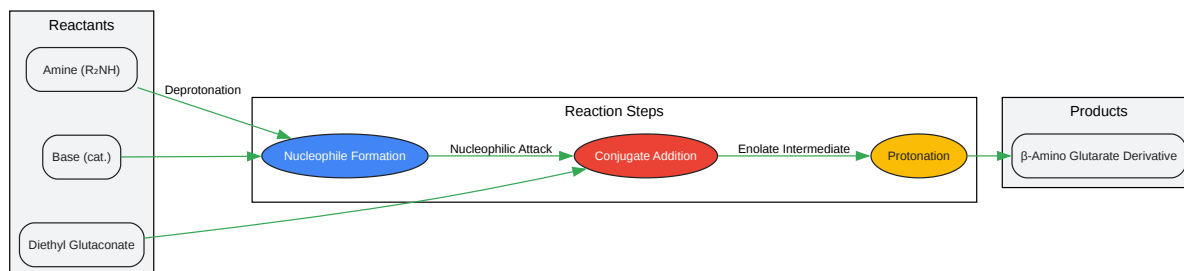 Reactants
Amine (R₂NH)
Deprotonation
Base (cat.)
Diethyl Glutaconate
Reaction Steps
Nucleophile Formation
Nucleophilic Attack
Conjugate Addition
Enolate Intermediate
Protonation
Products
β-Amino Glutarate Derivative